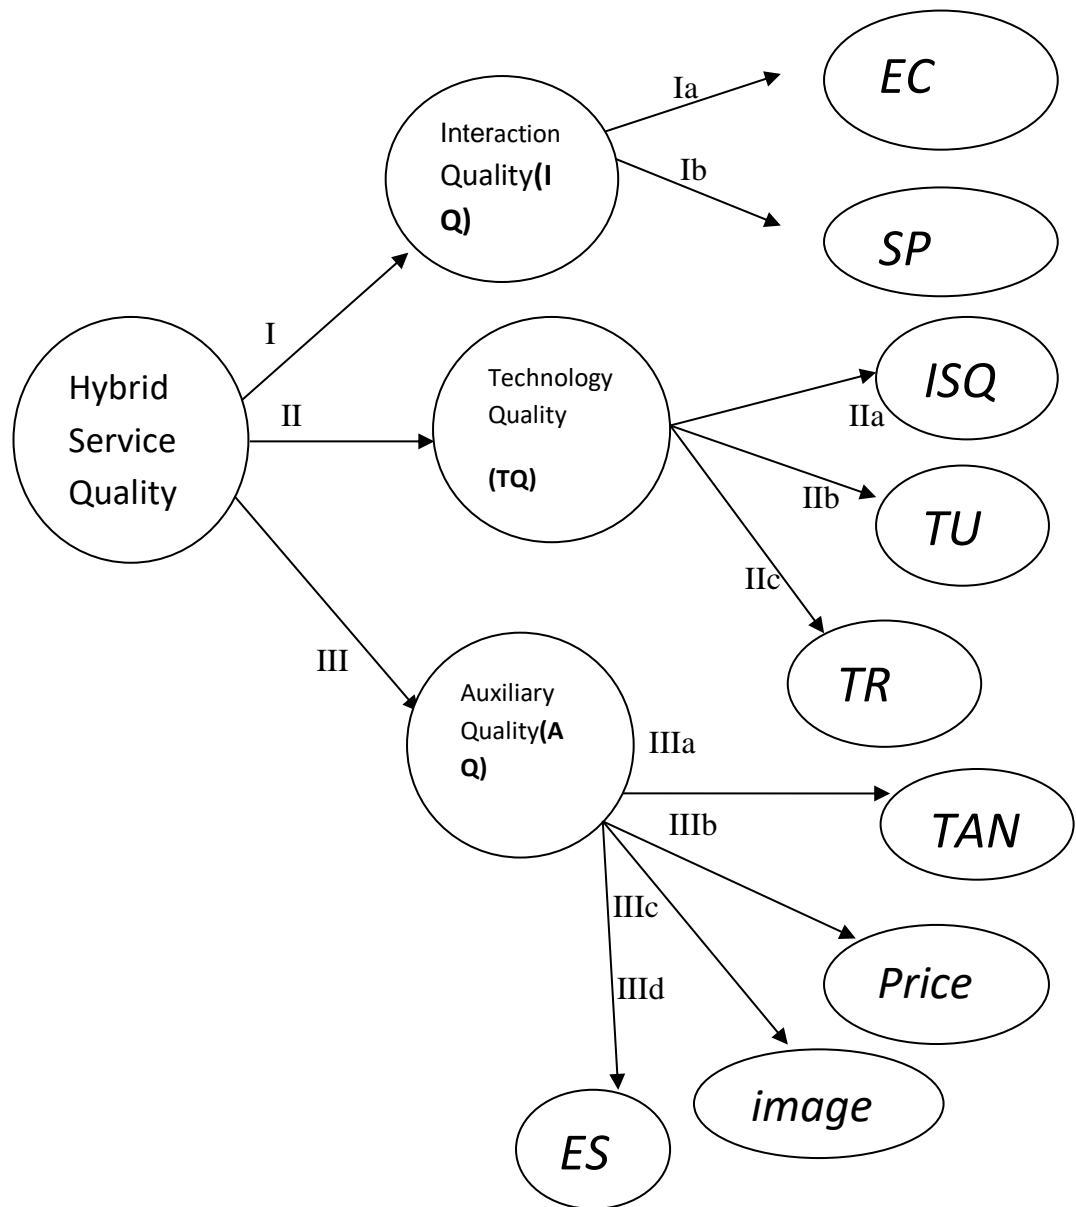 EC
Ia
Interaction
Quality(I
Q)
Ib
SP
I
Hybrid
Service
Quality
II
Technology
Quality
(TQ)
ISQ
IIa
IIb
TU
IIc
TR
III
Auxiliary
Quality(A
Q)
IIIa
TAN
IIIb
IIIc
Price
IIId
image
ES